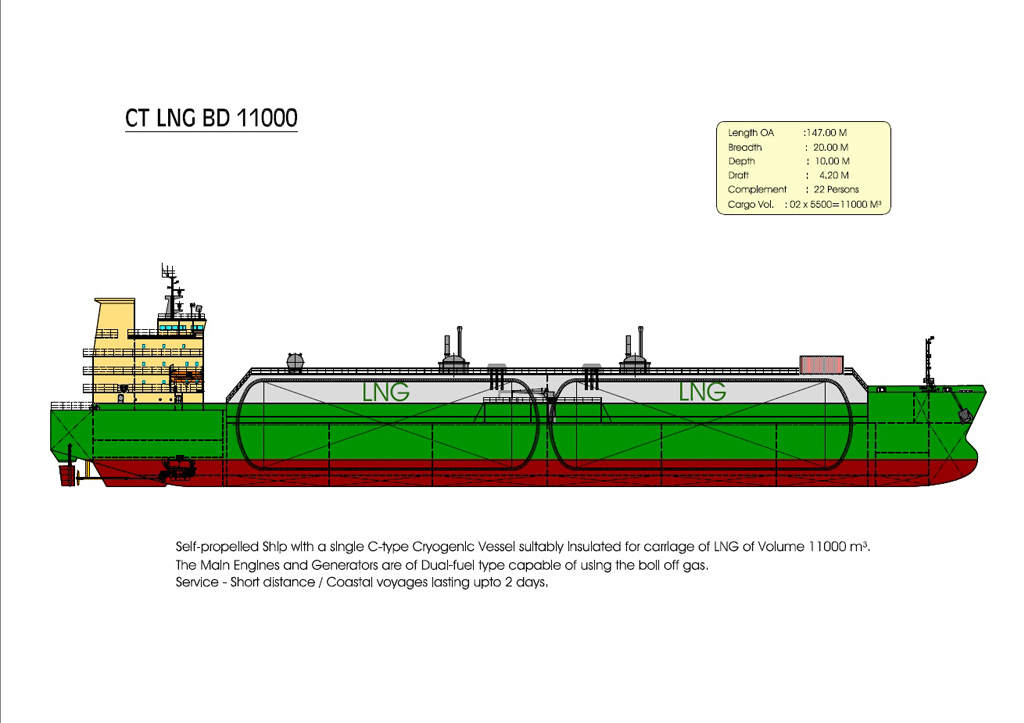 CT LNG BD 11000
Length OA :147.00 M
Breadth : 20.00 M
Depth : 10.00 M
Draft : 4.20 M
Complement : 22 Persons
Cargo Vol. : 02 x 5500=11000 M³
LNG LNG
Self-propelled Ship with a single C-type Cryogenic Vessel suitably insulated for carriage of LNG of Volume 11000 m³.
The Main Engines and Generators are of Dual-fuel type capable of using the boil off gas.
Service - Short distance / Coastal voyages lasting upto 2 days.